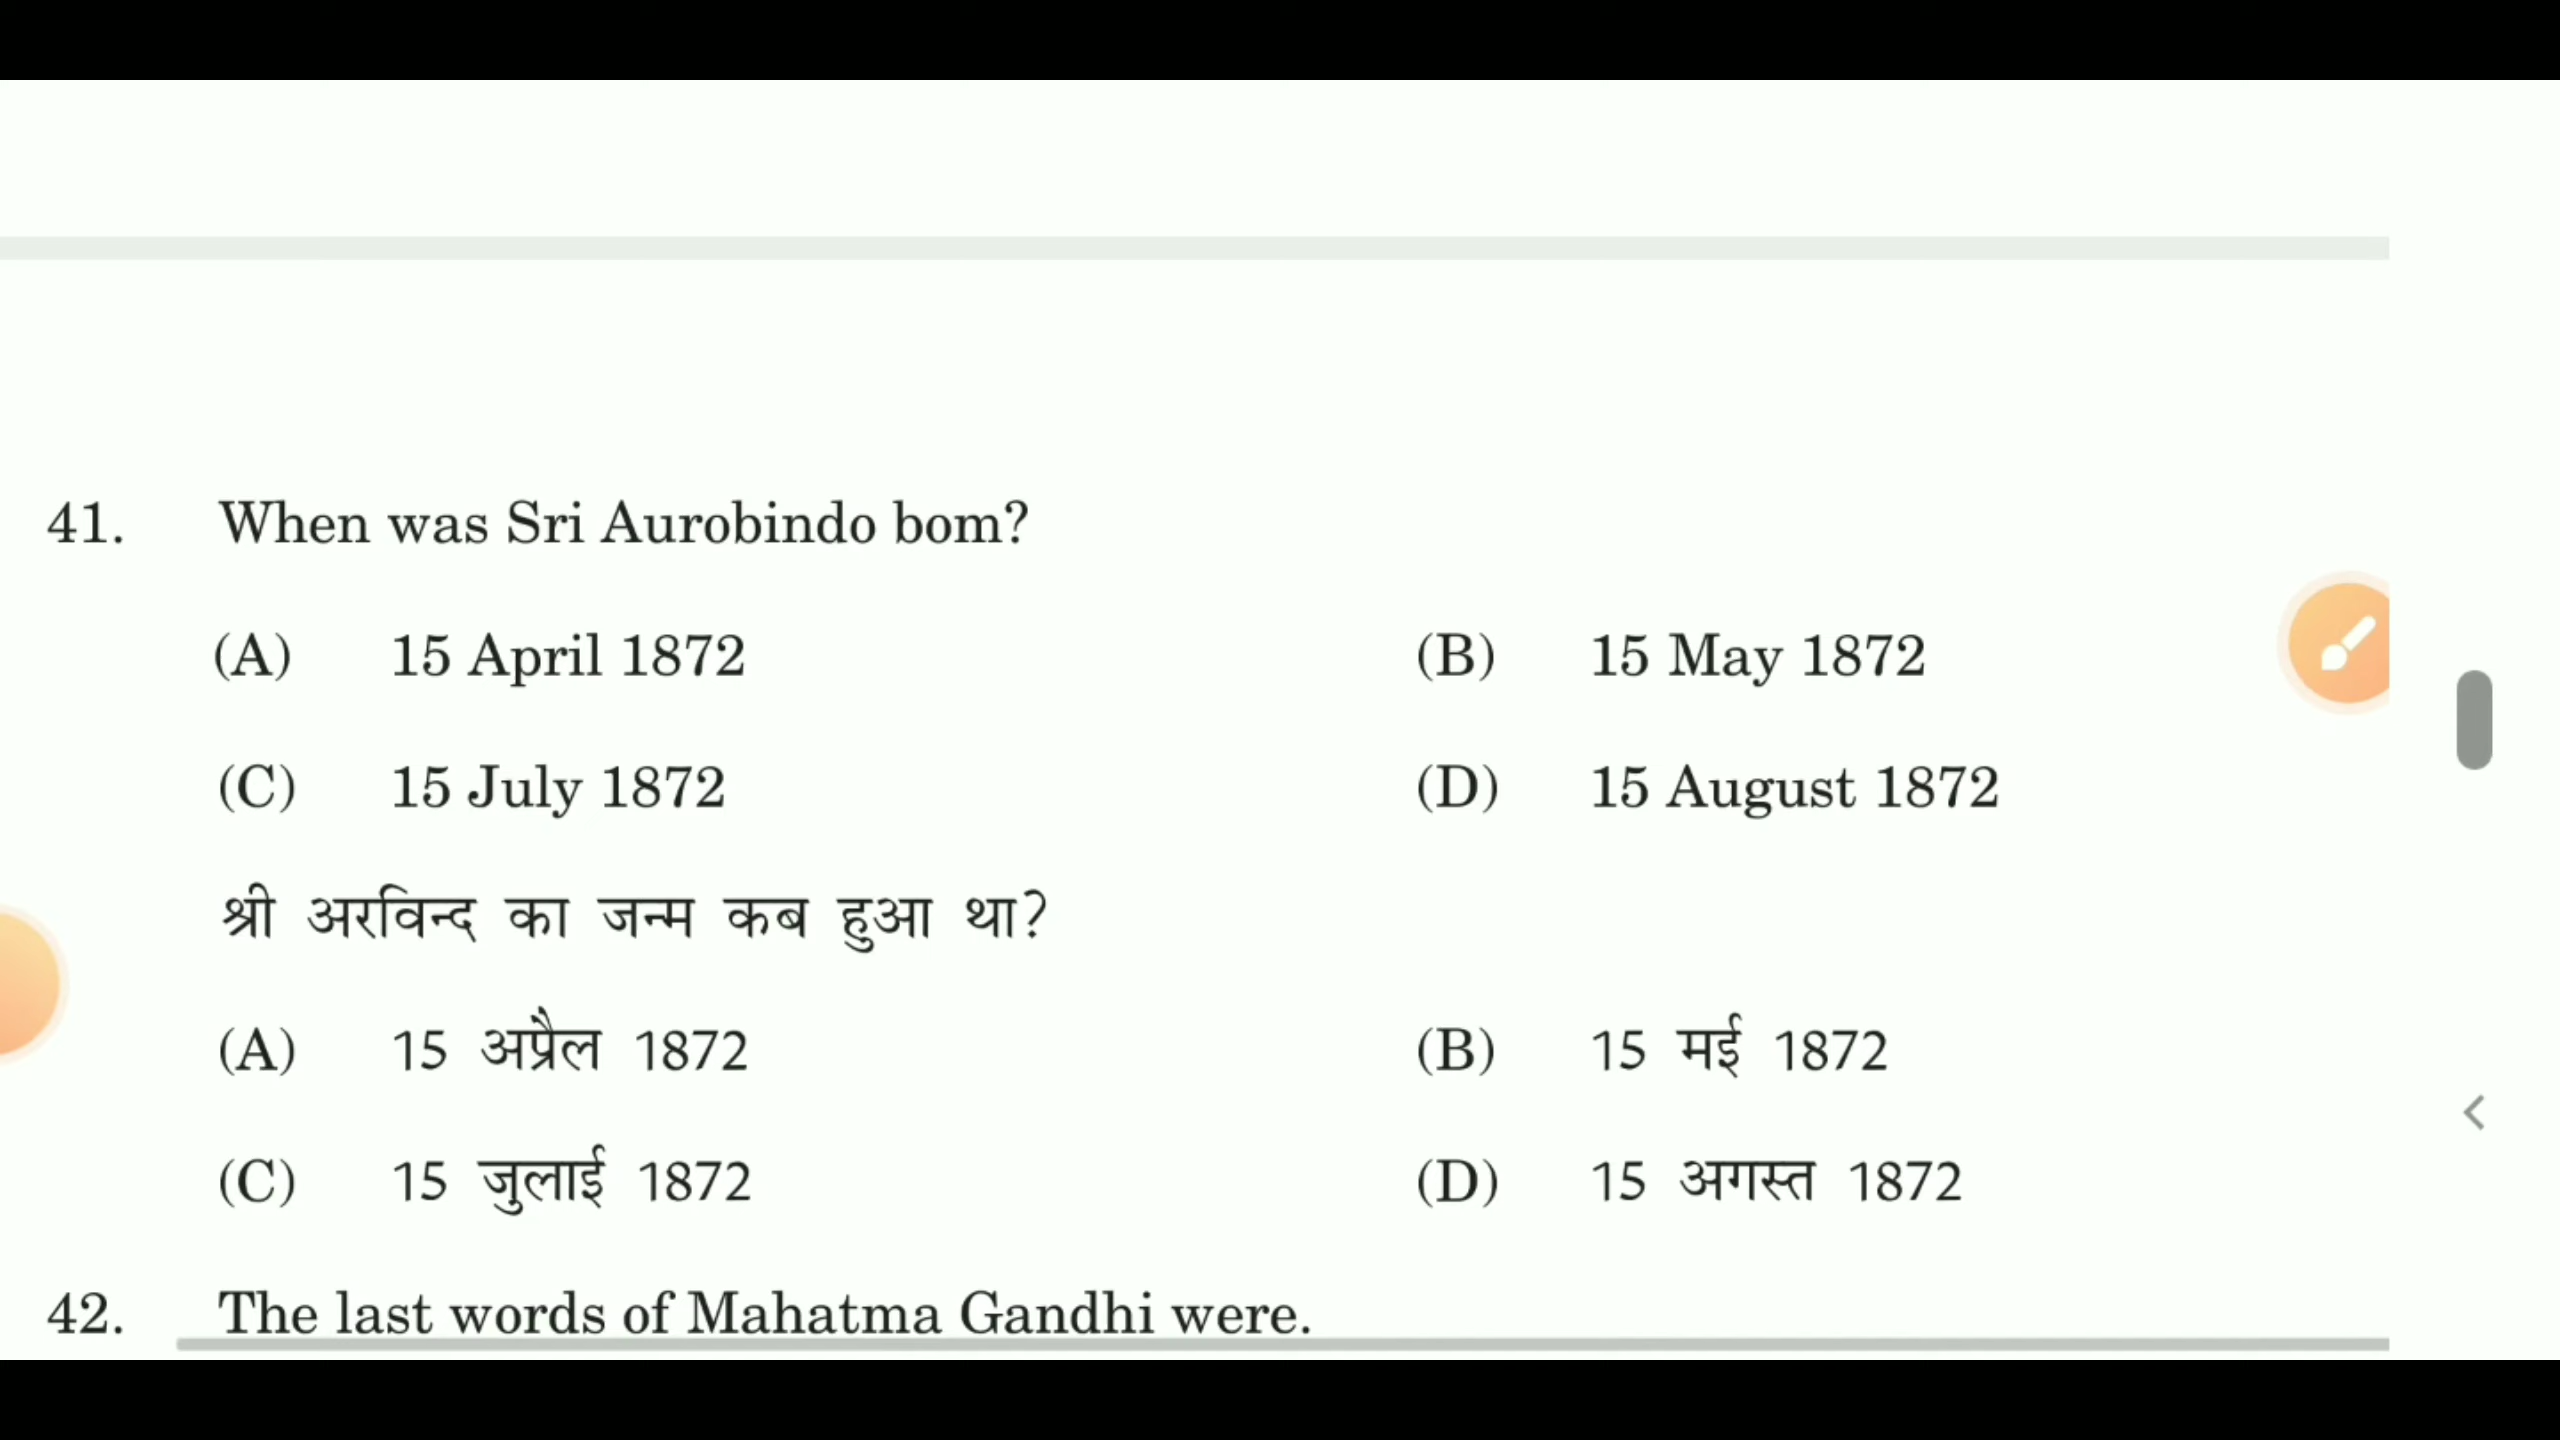 41. When was Sri Aurobindo bom?
(A) 15 April 1872 (B) 15 May 1872
(C) 15 July 1872 (D) 15 August 1872
श्री अरविन्द का जन्म कब हुआ था?
(A) 15 अप्रैल 1872 (B) 15 मई 1872
(C) 15 जुलाई 1872 (D) 15 अगस्त 1872
42. The last words of Mahatma Gandhi were.